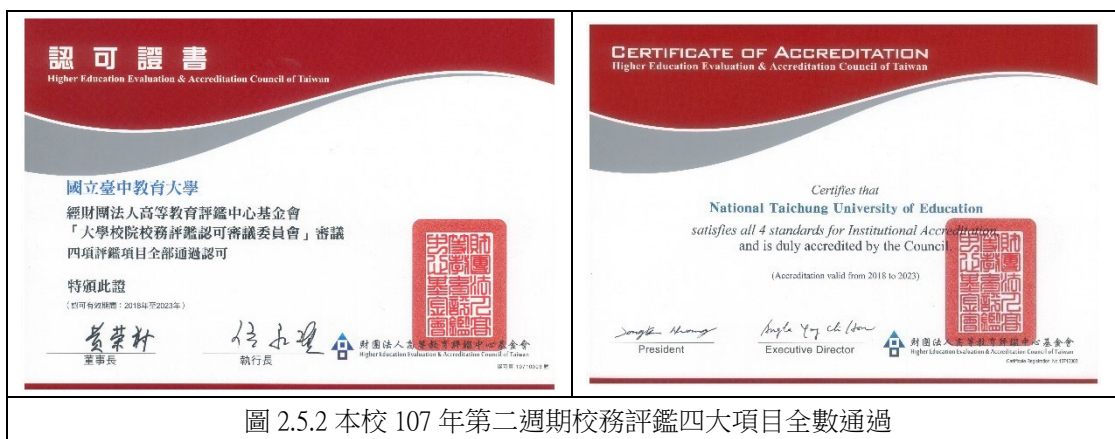 認可證書
Higher Education Evaluation & Accreditation Council of Taiwan
國立臺中教育大學
經財團法人高等教育評鑑中心基金會
「大學校院校務評鑑認可審議委員會」審議
四項評鑑項目全部通過認可
特頒此證
(認可有效期間:2018年至2023年)
董事長
執行長
財團法人高等教育評鑑中心基金會
Higher Education Evaluation & Accreditation Council of Taiwan
CERTIFICATE OF ACCREDITATION
Higher Education Evaluation & Accreditation Council of Taiwan
Certifies that
National Taichung University of Education
satisfies all 4 standards for Institutional Accreditation
and is duly accredited by the Council.
(Accreditation valid from 2018 to 2023)
President
Executive Director
財團法人高等教育評鑑中心基金會
Higher Education Evaluation & Accreditation Council of Taiwan
圖 2.5.2 本校 107 年第二週期校務評鑑四大項目全數通過